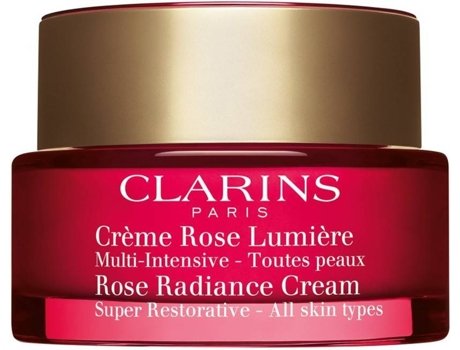 CLARINS
PARIS
Crème Rose Lumière
Multi-Intensive - Toutes peaux
Rose Radiance Cream
Super Restorative - All skin types